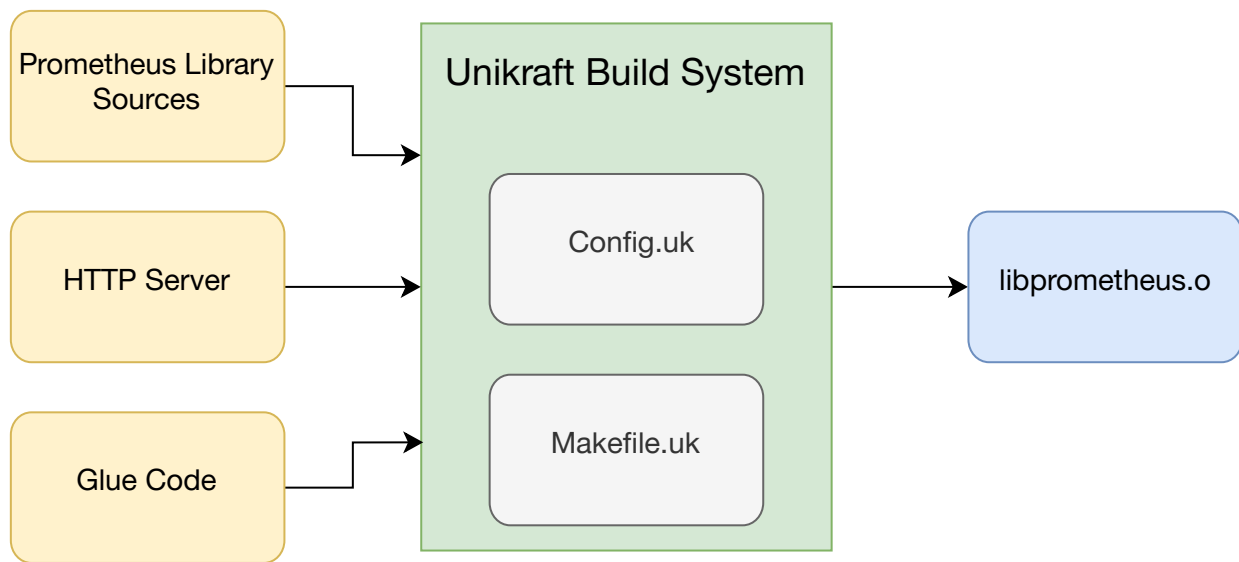 Prometheus Library
Sources
HTTP Server
Glue Code
Unikraft Build System
Config.uk
Makefile.uk
libprometheus.o